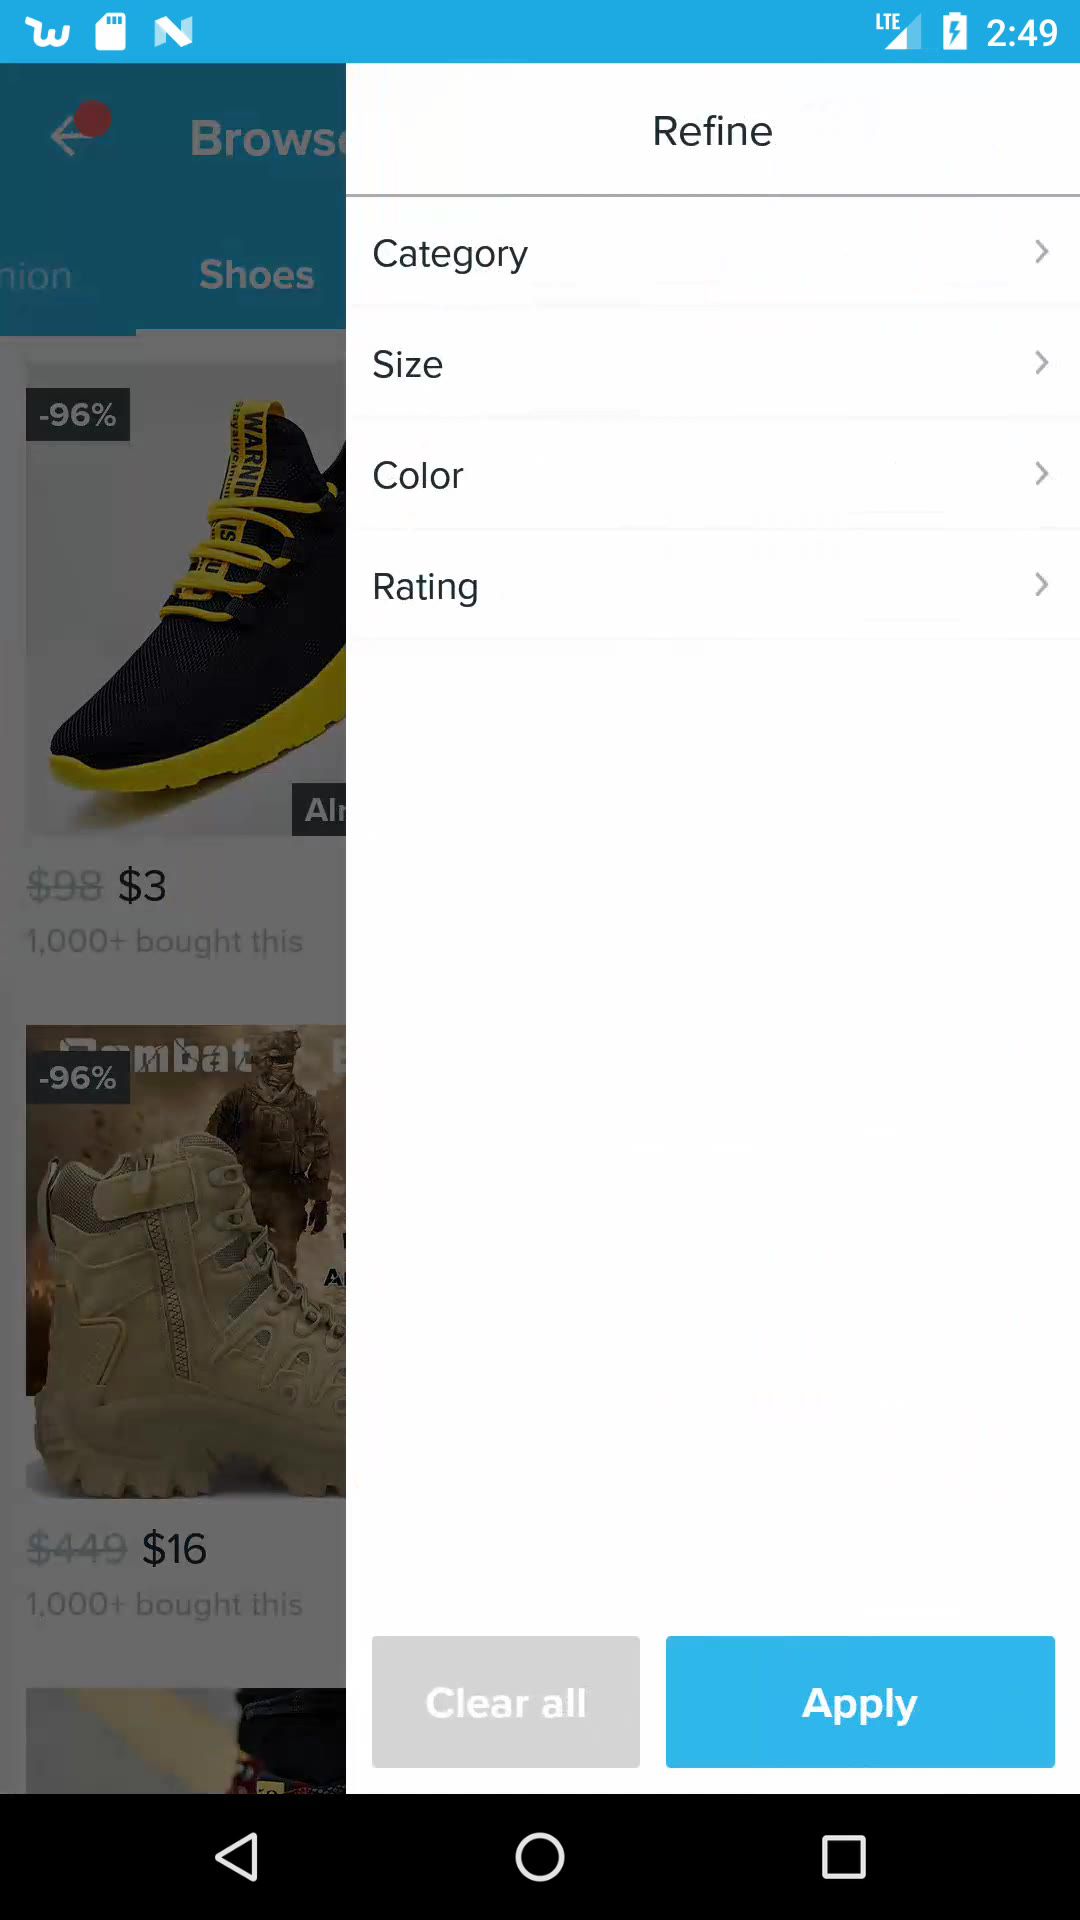 LTE 2:49
Browse
Refine
nion
Shoes
Category
Size
Color
Rating
-96%
WARNIN
$98 $3
1,000+ bought this
-96%
$449 $16
1,000+ bought this
Clear all
Apply